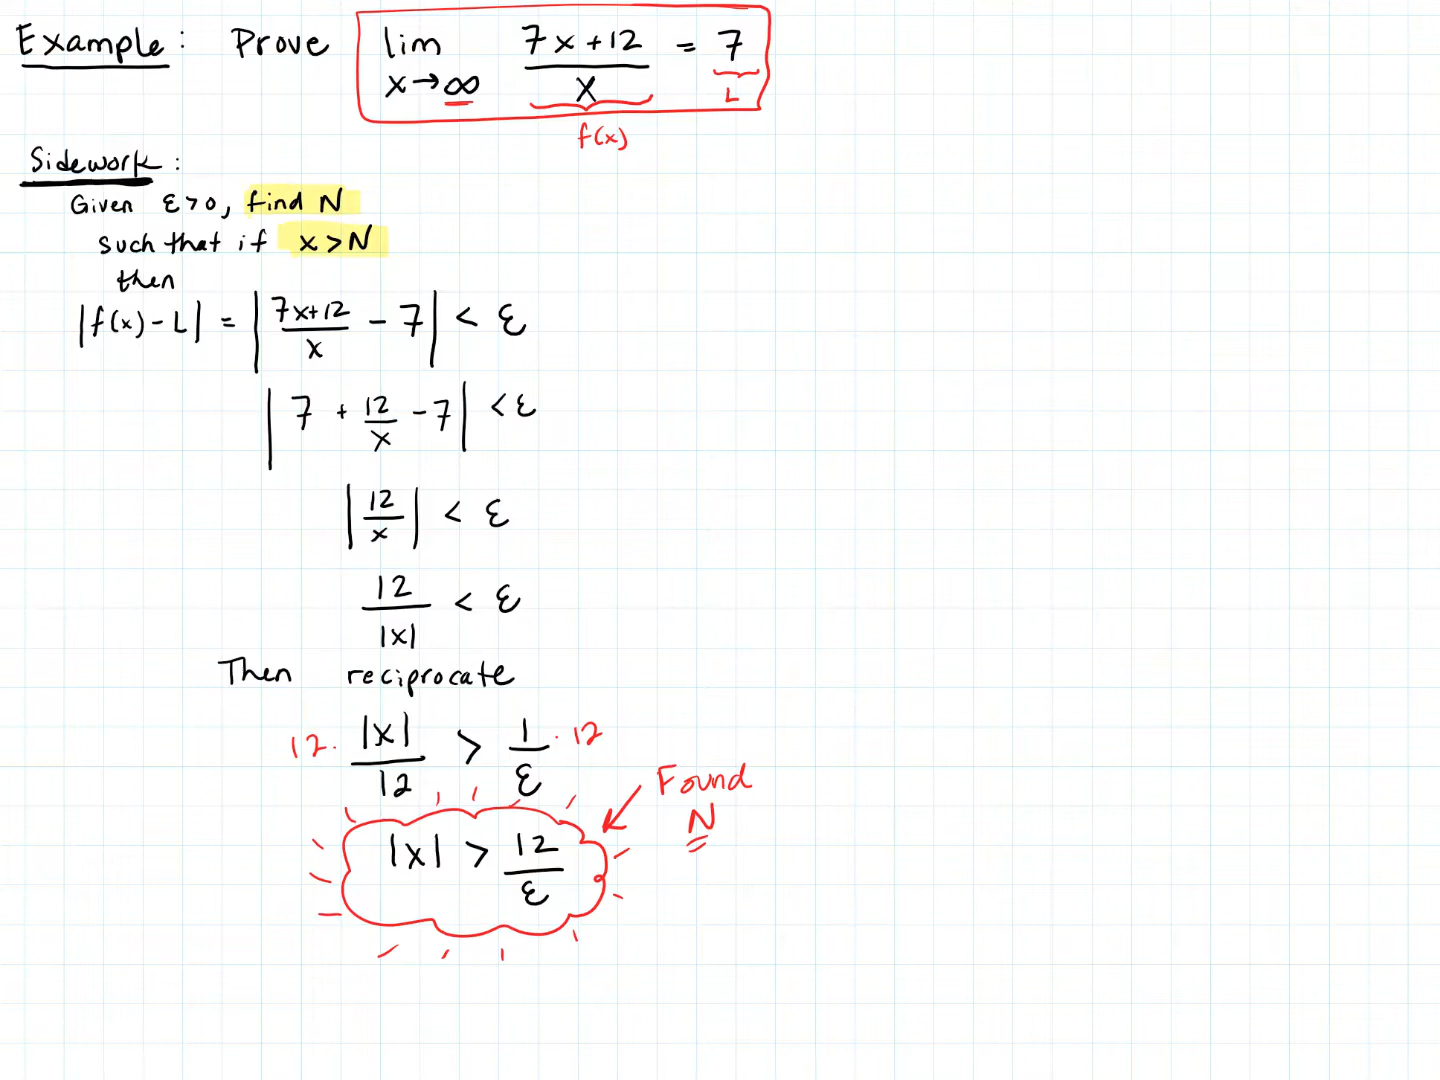 Example: Prove lim x→∞ (7x+12)/x = 7
L
f(x)
Sidework:
Given ε>0, find N
such that if x>N
then
|f(x)-L| = |(7x+12)/x - 7| < ε
|7 + 12/x - 7| < ε
|12/x| < ε
12/|x| < ε
Then reciprocate
12· |x|/12 > 1/ε ·12
Found
N
|x| > 12/ε